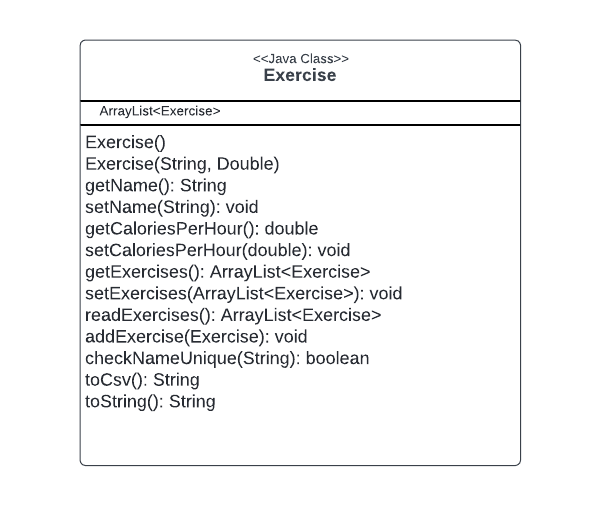 <<Java Class>>
Exercise
ArrayList<Exercise>
Exercise()
Exercise(String, Double)
getName(): String
setName(String): void
getCaloriesPerHour(): double
setCaloriesPerHour(double): void
getExercises(): ArrayList<Exercise>
setExercises(ArrayList<Exercise>): void
readExercises(): ArrayList<Exercise>
addExercise(Exercise): void
checkNameUnique(String): boolean
toCsv(): String
toString(): String